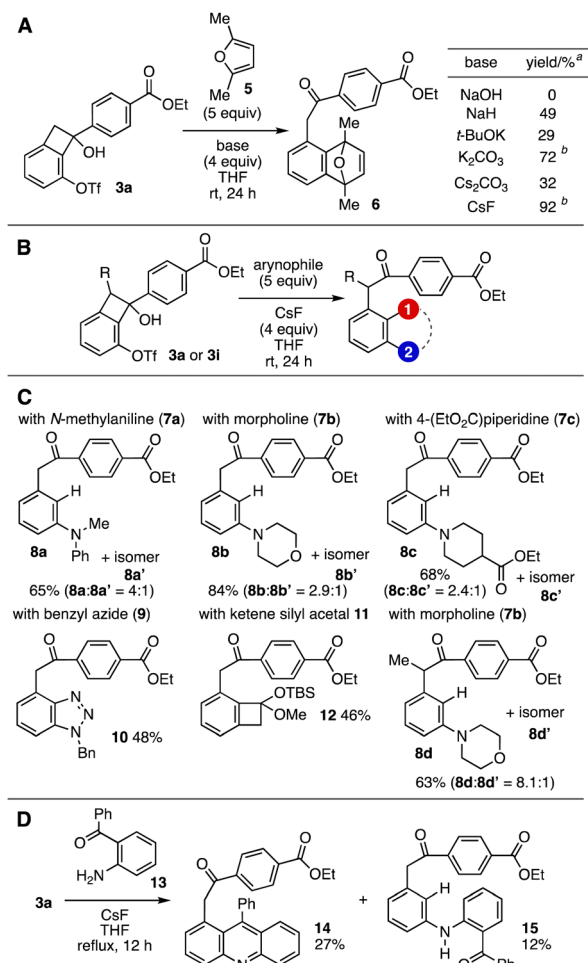 A
Me
O
5
Me
(5 equiv)
base
(4 equiv)
THF
rt, 24 h
O
OEt
OH
OTf
3a
O
O
OEt
Me
O
Me
6
base yield/%a
NaOH 0
NaH 49
t-BuOK 29
K2CO3 72 b
Cs2CO3 32
CsF 92 b
B
R
O
OEt
OH
OTf
3a or 3i
arynophile
(5 equiv)
CsF
(4 equiv)
THF
rt, 24 h
R
O
O
OEt
1
2
C
with N-methylaniline (7a)
O
O
OEt
H
N
Me
Ph
8a
+ isomer
8a'
65% (8a:8a' = 4:1)
with morpholine (7b)
O
O
OEt
H
N
O
8b
+ isomer
8b'
84% (8b:8b' = 2.9:1)
with 4-(EtO2C)piperidine (7c)
O
O
OEt
H
N
OEt
O
8c
68%
+ isomer
8c'
(8c:8c' = 2.4:1)
with benzyl azide (9)
O
O
OEt
N
N
N
Bn
10 48%
with ketene silyl acetal 11
O
O
OEt
OTBS
OMe
12 46%
with morpholine (7b)
Me
O
O
OEt
H
N
O
8d
+ isomer
8d'
63% (8d:8d' = 8.1:1)
D
3a
Ph
O
H2N
13
CsF
THF
reflux, 12 h
O
O
OEt
Ph
N
14
27%
+
O
O
OEt
H
N
H
15
12%